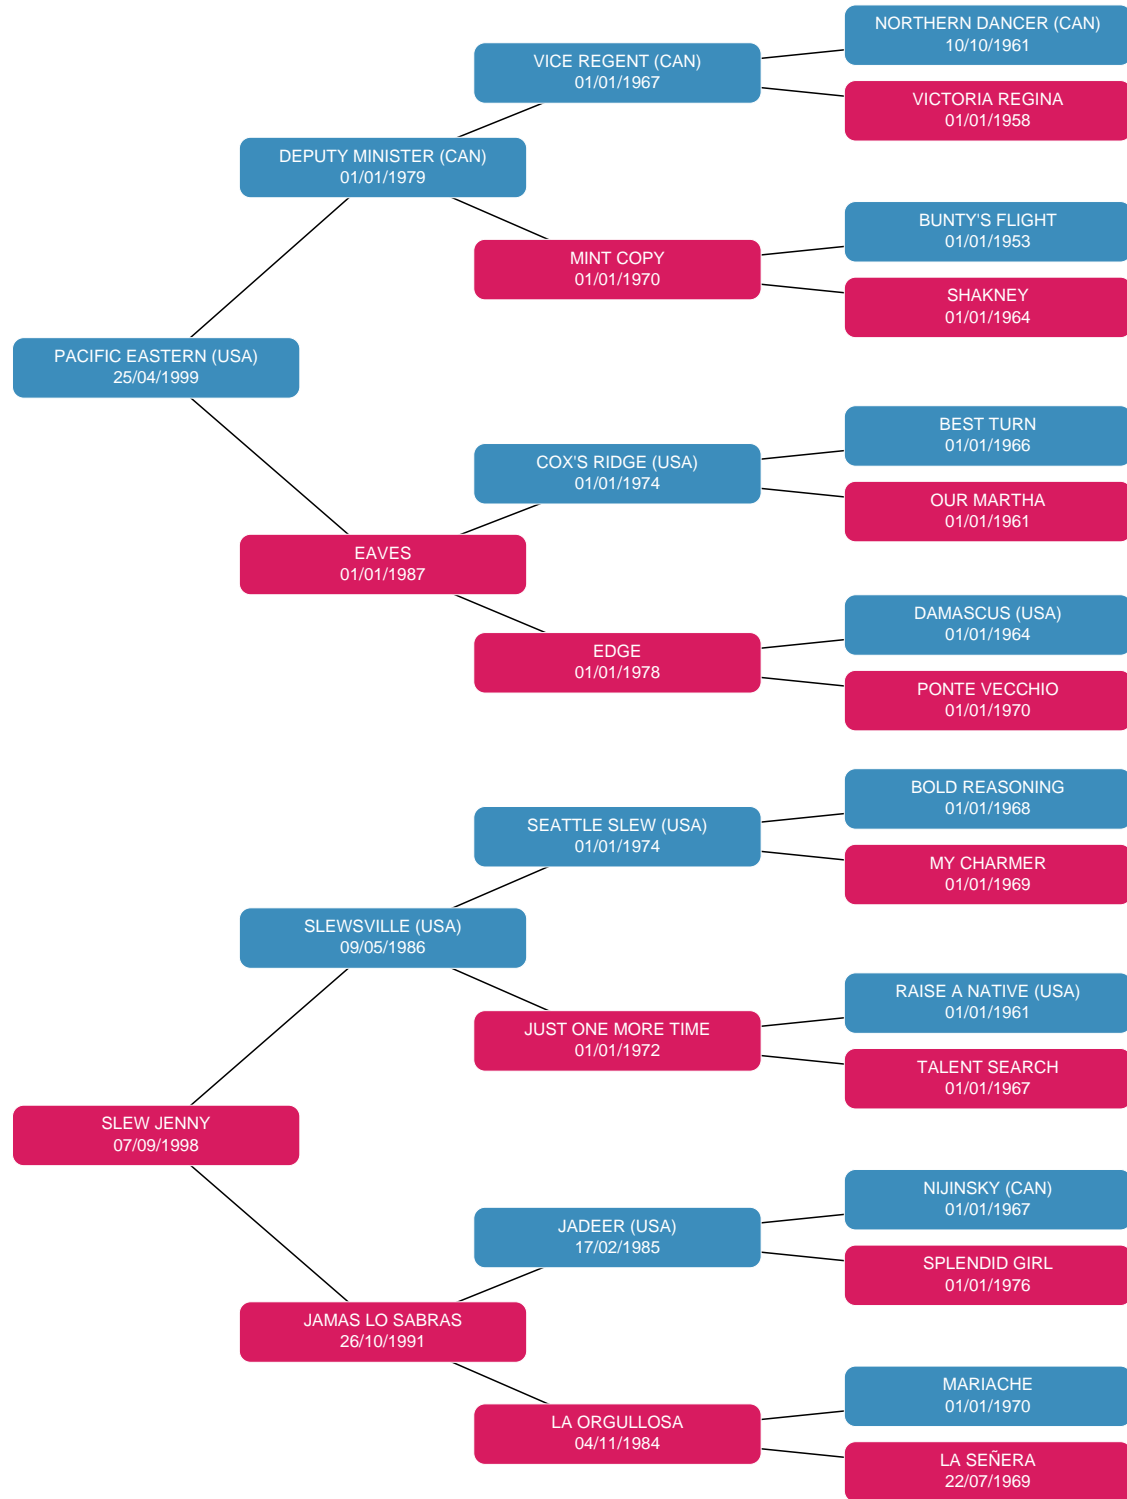 NORTHERN DANCER (CAN)
10/10/1961
VICE REGENT (CAN)
01/01/1967
VICTORIA REGINA
01/01/1958
DEPUTY MINISTER (CAN)
01/01/1979
BUNTY'S FLIGHT
01/01/1953
MINT COPY
01/01/1970
SHAKNEY
01/01/1964
PACIFIC EASTERN (USA)
25/04/1999
BEST TURN
01/01/1966
COX'S RIDGE (USA)
01/01/1974
OUR MARTHA
01/01/1961
EAVES
01/01/1987
DAMASCUS (USA)
01/01/1964
EDGE
01/01/1978
PONTE VECCHIO
01/01/1970
BOLD REASONING
01/01/1968
SEATTLE SLEW (USA)
01/01/1974
MY CHARMER
01/01/1969
SLEWSVILLE (USA)
09/05/1986
RAISE A NATIVE (USA)
01/01/1961
JUST ONE MORE TIME
01/01/1972
TALENT SEARCH
01/01/1967
SLEW JENNY
07/09/1998
NIJINSKY (CAN)
01/01/1967
JADEER (USA)
17/02/1985
SPLENDID GIRL
01/01/1976
JAMAS LO SABRAS
26/10/1991
MARIACHE
01/01/1970
LA ORGULLOSA
04/11/1984
LA SEÑERA
22/07/1969